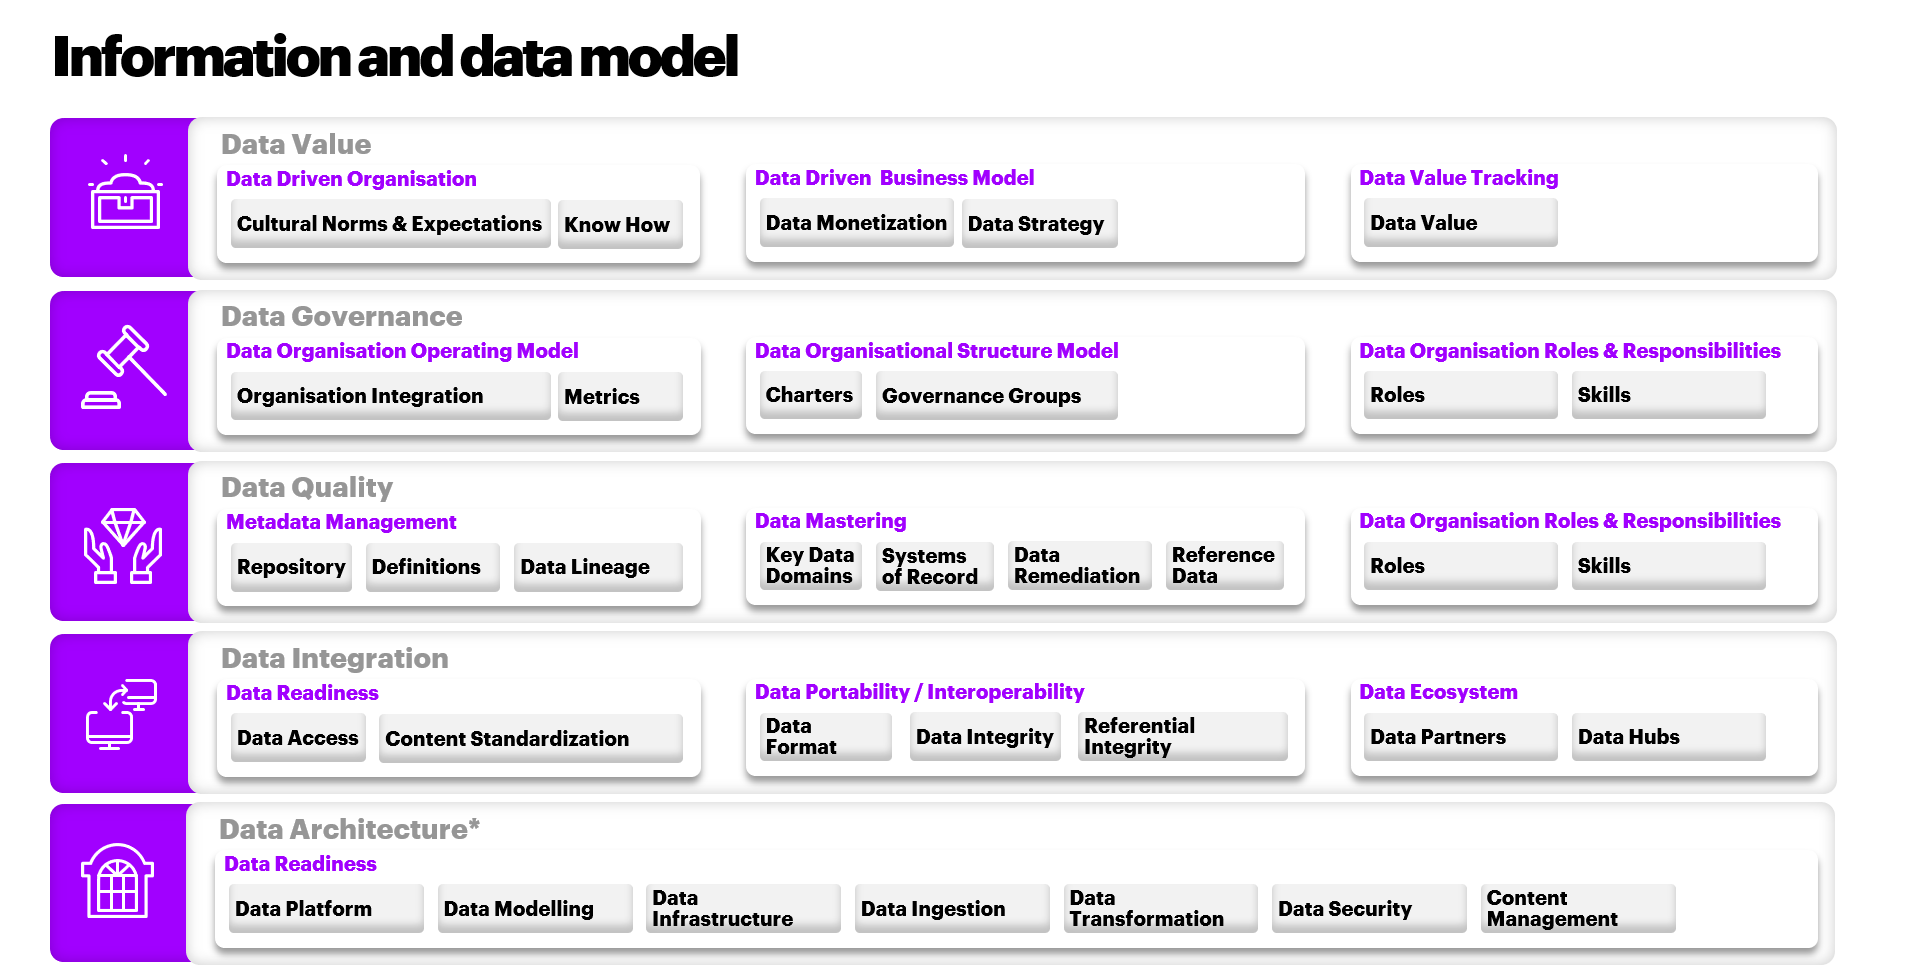 Information and data model
Data Value
Data Driven Organisation
Cultural Norms & Expectations
Know How
Data Driven  Business Model
Data Monetization
Data Strategy
Data Value Tracking
Data Value
Data Governance
Data Organisation Operating Model
Organisation Integration
Metrics
Data Organisational Structure Model
Charters
Governance Groups
Data Organisation Roles & Responsibilities
Roles
Skills
Data Quality
Metadata Management
Repository
Definitions
Data Lineage
Data Mastering
Key Data
Domains
Systems
of Record
Data
Remediation
Reference
Data
Data Organisation Roles & Responsibilities
Roles
Skills
Data Integration
Data Readiness
Data Access
Content Standardization
Data Portability / Interoperability
Data
Format
Data Integrity
Referential
Integrity
Data Ecosystem
Data Partners
Data Hubs
Data Architecture*
Data Readiness
Data Platform
Data Modelling
Data
Infrastructure
Data Ingestion
Data
Transformation
Data Security
Content
Management